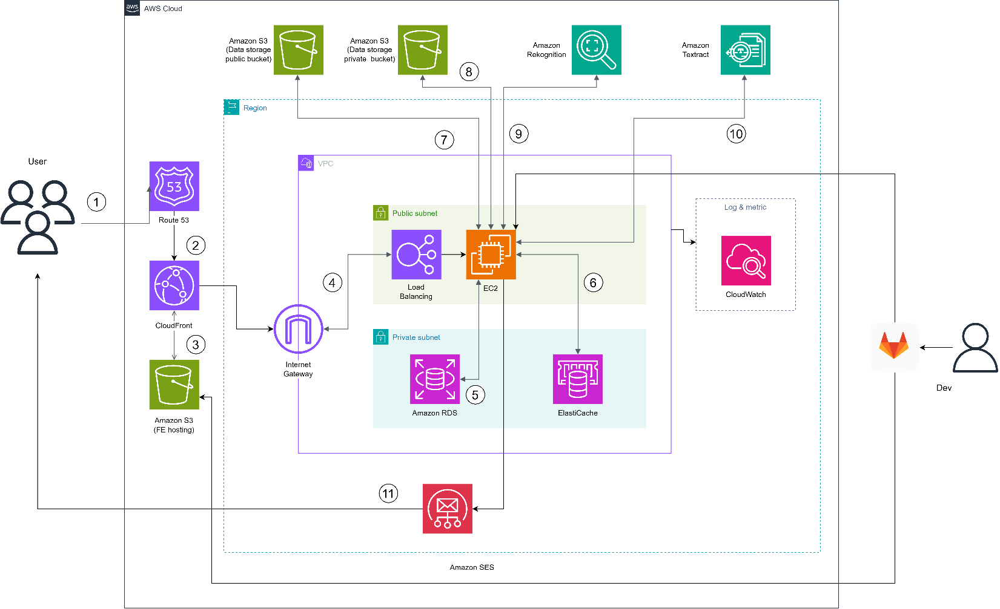 aws
AWS Cloud
Amazon S3
(Data storage
public bucket)
Amazon S3
(Data storage
private bucket)
Amazon
Rekognition
Amazon
Textract
8
Region
7
9
10
User
VPC
1
53
Route 53
Public subnet
Log & metric
2
4
Load
Balancing
EC2
6
CloudWatch
CloudFront
3
Private subnet
Internet
Gateway
5
Amazon RDS
ElastiCache
Dev
Amazon S3
(FE hosting)
11
Amazon SES